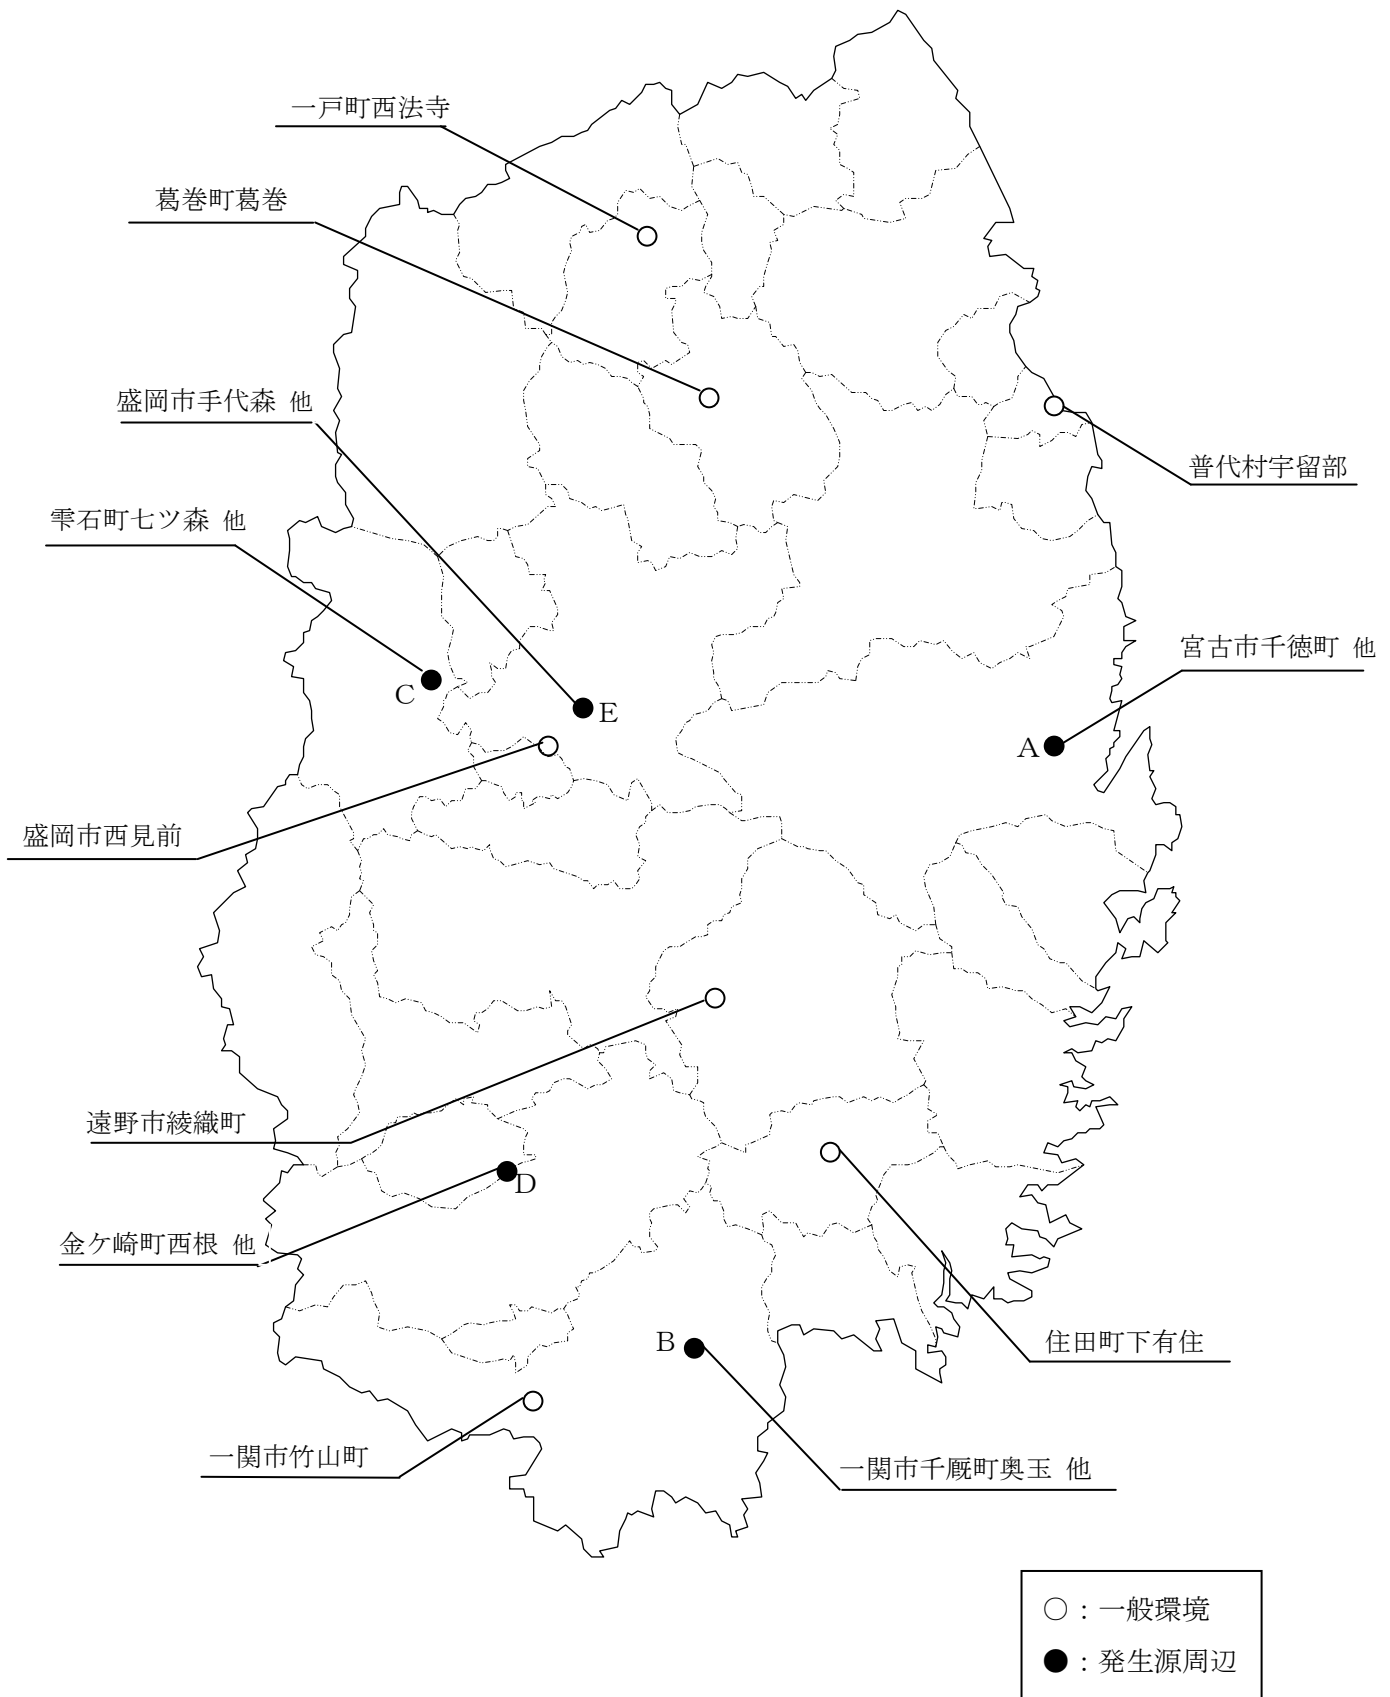 一戸町西法寺
葛巻町葛巻
盛岡市手代森 他
普代村宇留部
雫石町七ツ森 他
宮古市千徳町 他
C
E
A
盛岡市西見前
遠野市綾織町
D
金ケ崎町西根 他
B
住田町下有住
一関市竹山町
一関市千厩町奥玉 他
○：一般環境
●：発生源周辺